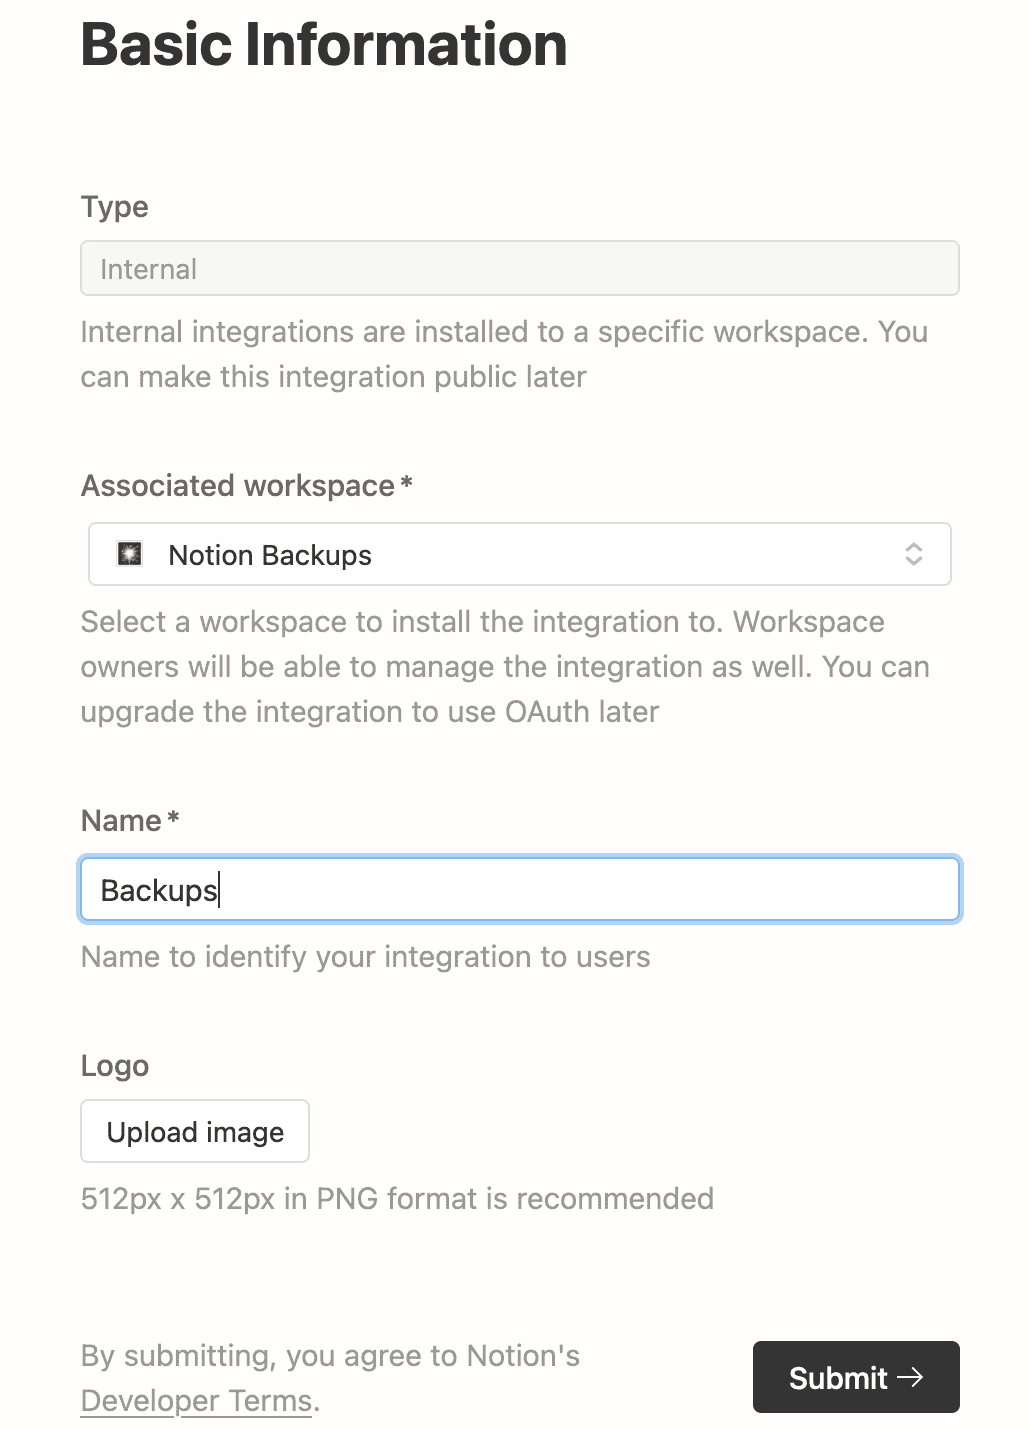 Basic Information
Type
Internal
Internal integrations are installed to a specific workspace. You
can make this integration public later
Associated workspace *
Notion Backups
Select a workspace to install the integration to. Workspace
owners will be able to manage the integration as well. You can
upgrade the integration to use OAuth later
Name *
Backups
Name to identify your integration to users
Logo
Upload image
512px x 512px in PNG format is recommended
By submitting, you agree to Notion's
Developer Terms.
Submit →